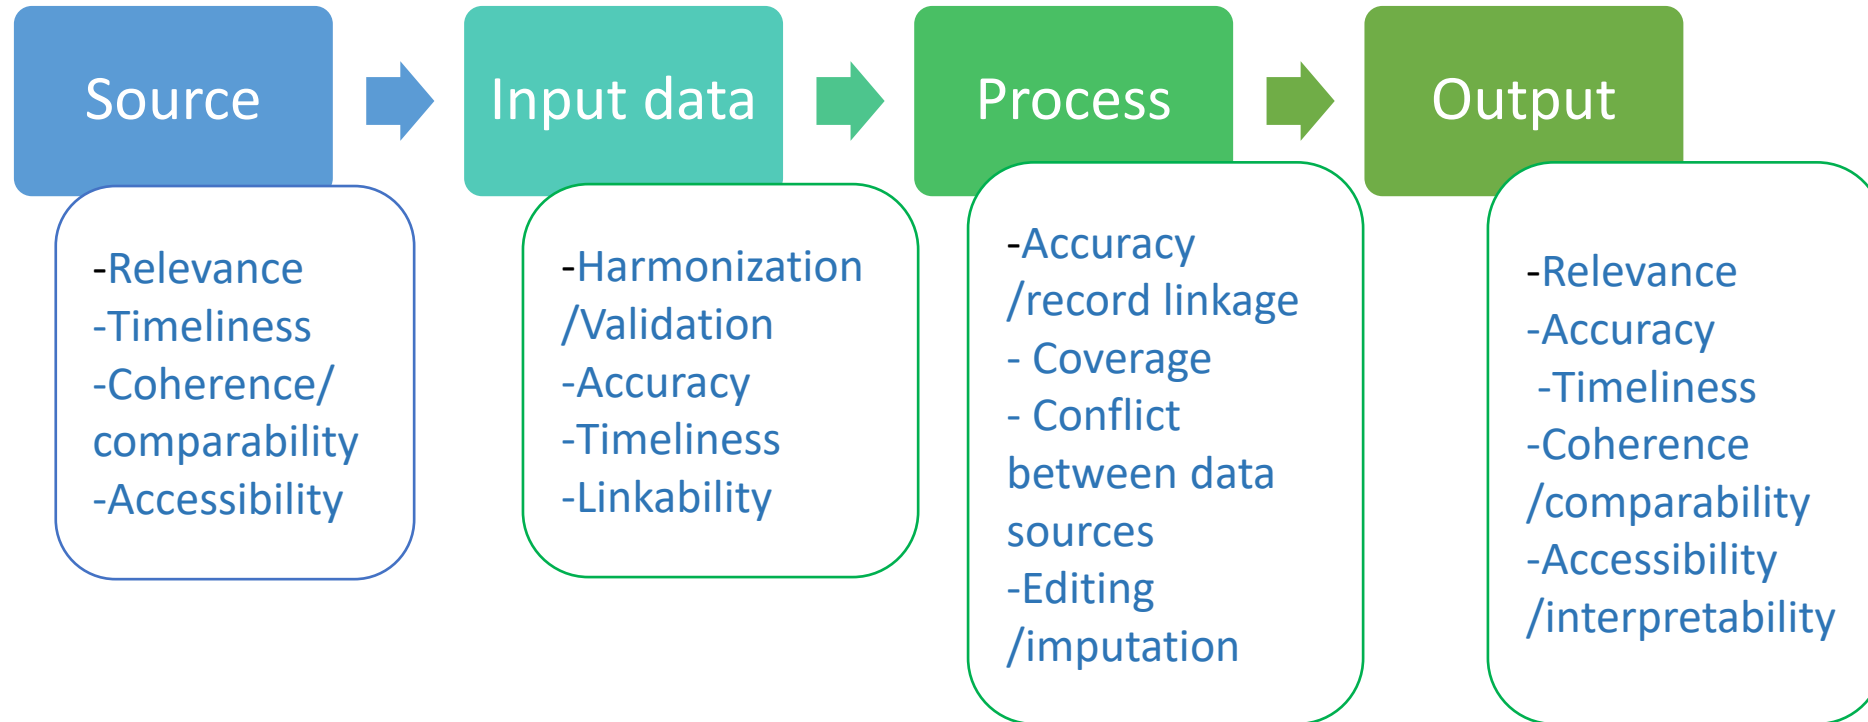 Source
-Relevance
-Timeliness
-Coherence/
comparability
-Accessibility
Input data
-Harmonization
/Validation
-Accuracy
-Timeliness
-Linkability
Process
-Accuracy
/record linkage
- Coverage
- Conflict
between data
sources
-Editing
/imputation
Output
-Relevance
-Accuracy
-Timeliness
-Coherence
/comparability
-Accessibility
/interpretability